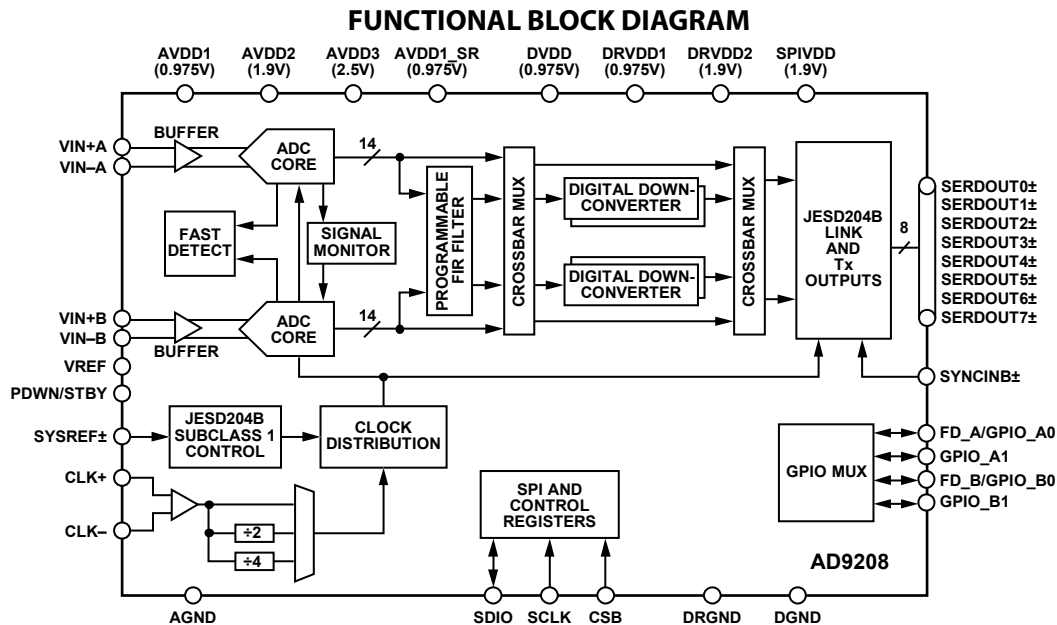 FUNCTIONAL BLOCK DIAGRAM
AVDD1
(0.975V)
AVDD2
(1.9V)
AVDD3
(2.5V)
AVDD1_SR
(0.975V)
DVDD
(0.975V)
DRVDD1
(0.975V)
DRVDD2
(1.9V)
SPIVDD
(1.9V)
VIN+A
VIN–A
BUFFER
ADC
CORE
14
FAST
DETECT
SIGNAL
MONITOR
PROGRAMMABLE
FIR FILTER
CROSSBAR MUX
DIGITAL DOWN-
CONVERTER
DIGITAL DOWN-
CONVERTER
CROSSBAR MUX
JESD204B
LINK
AND
Tx
OUTPUTS
8
SERDOUT0±
SERDOUT1±
SERDOUT2±
SERDOUT3±
SERDOUT4±
SERDOUT5±
SERDOUT6±
SERDOUT7±
VIN+B
VIN–B
BUFFER
ADC
CORE
14
VREF
PDWN/STBY
SYSREF±
JESD204B
SUBCLASS 1
CONTROL
CLOCK
DISTRIBUTION
SYNCINB±
CLK+
CLK–
÷2
÷4
SPI AND
CONTROL
REGISTERS
GPIO MUX
FD_A/GPIO_A0
GPIO_A1
FD_B/GPIO_B0
GPIO_B1
AD9208
AGND
SDIO
SCLK
CSB
DRGND
DGND